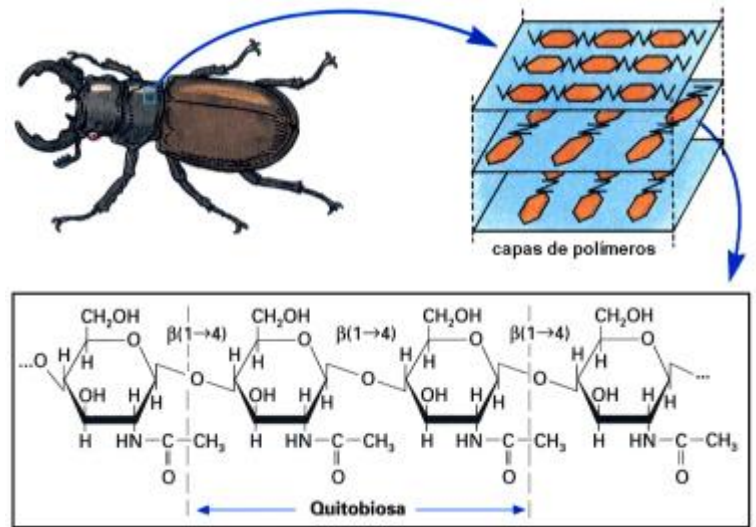 capas de polímeros
CH₂OH β(1→4) CH₂OH β(1→4) CH₂OH β(1→4) CH₂OH
O O O O
...O H H O H H O H H O H H ...
OH H H OH H H OH H H OH H H
H HN–C–CH₃ H HN–C–CH₃ H HN–C–CH₃ H HN–C–CH₃
O O O O
Quitobiosa